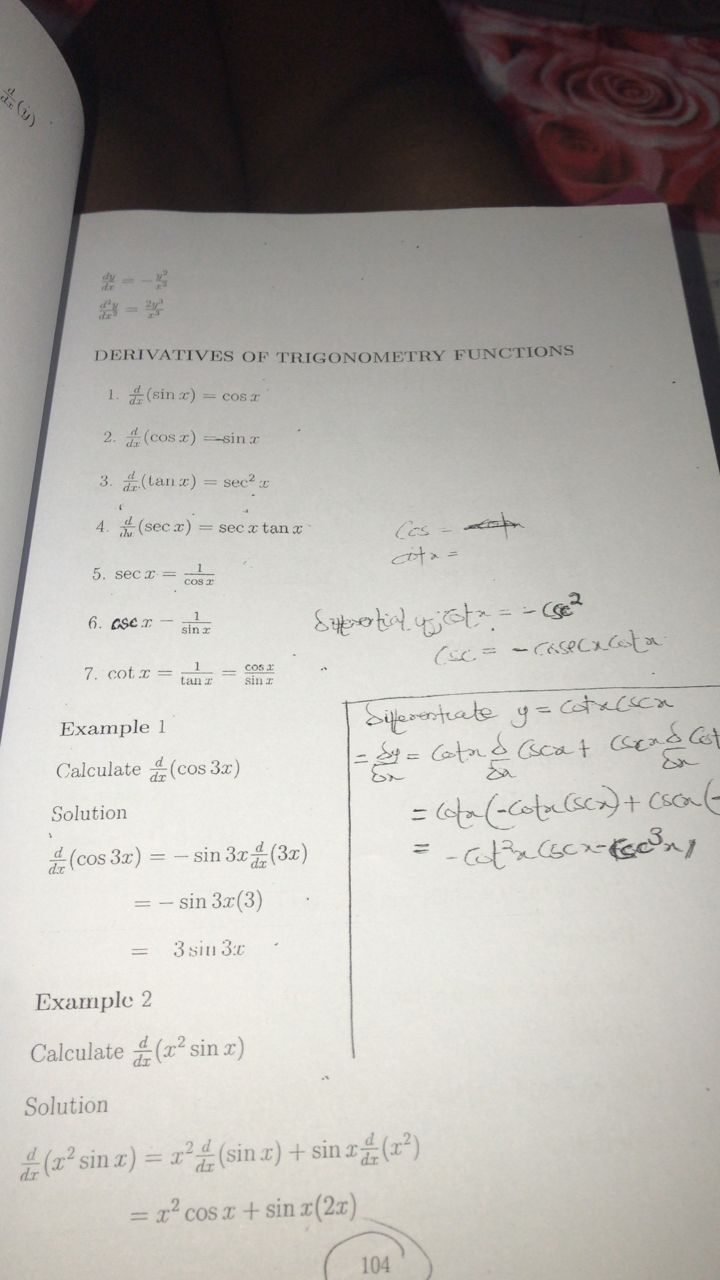 d/dx (y)
dy/dx = − y²/x²
d²y/dx² = 2y³/x³
DERIVATIVES OF TRIGONOMETRY FUNCTIONS
1. d/dx (sin x) = cos x
2. d/dx (cos x) = −sin x
3. d/dx (tan x) = sec² x
4. d/dx (sec x) = sec x tan x
Cos =
cotx =
5. sec x = 1/cos x
6. csc x − 1/sin x
Differential of cotx = - csc²
7. cot x = 1/tan x = cos x/sin x
Csc = - cosecx cotx
Example 1
Calculate d/dx (cos 3x)
Solution
d/dx (cos 3x) = − sin 3x d/dx (3x)
= − sin 3x(3)
= 3 sin 3x
Differentiate y = Cotx Cscx
= δy/δx = Cotx δ/δx Cscx + Cscx δ/δx Cot
= Cotx (-Cotx Cscx) + Cscx (-
= - Cot²x Cscx - Csc³x
Example 2
Calculate d/dx (x² sin x)
Solution
d/dx (x² sin x) = x² d/dx (sin x) + sin x d/dx (x²)
= x² cos x + sin x(2x)
104